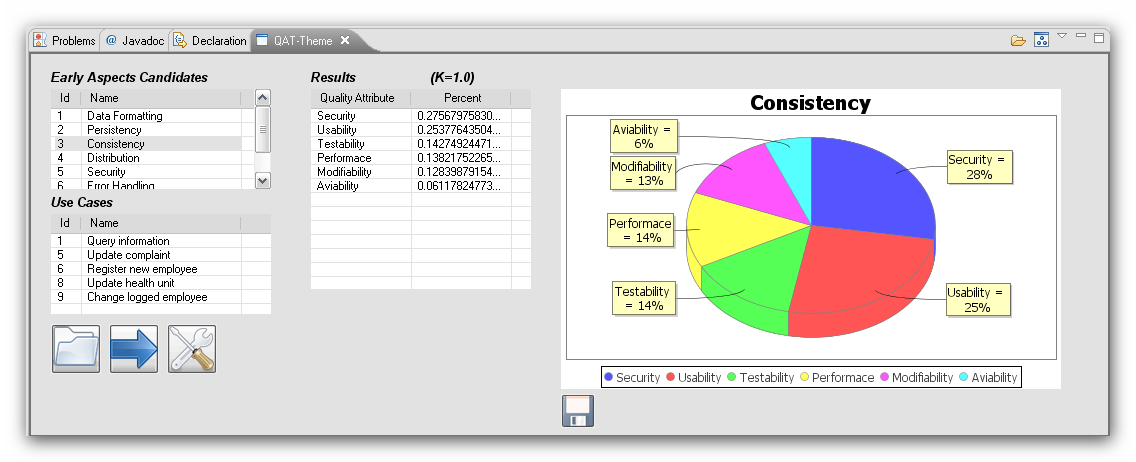 Problems @ Javadoc Declaration QAT-Theme
Early Aspects Candidates
Id Name
1 Data Formatting
2 Persistency
3 Consistency
4 Distribution
5 Security
6 Error Handling
Use Cases
Id Name
1 Query information
5 Update complaint
6 Register new employee
8 Update health unit
9 Change logged employee
Results (K=1.0)
Quality Attribute Percent
Security 0.27567975830...
Usability 0.25377643504...
Testability 0.14274924471...
Performace 0.13821752265...
Modifiability 0.12839879154...
Aviability 0.06117824773...
Consistency
Aviability =
6%
Modifiability
= 13%
Performace
= 14%
Testability
= 14%
Security =
28%
Usability =
25%
Security Usability Testability Performace Modifiability Aviability